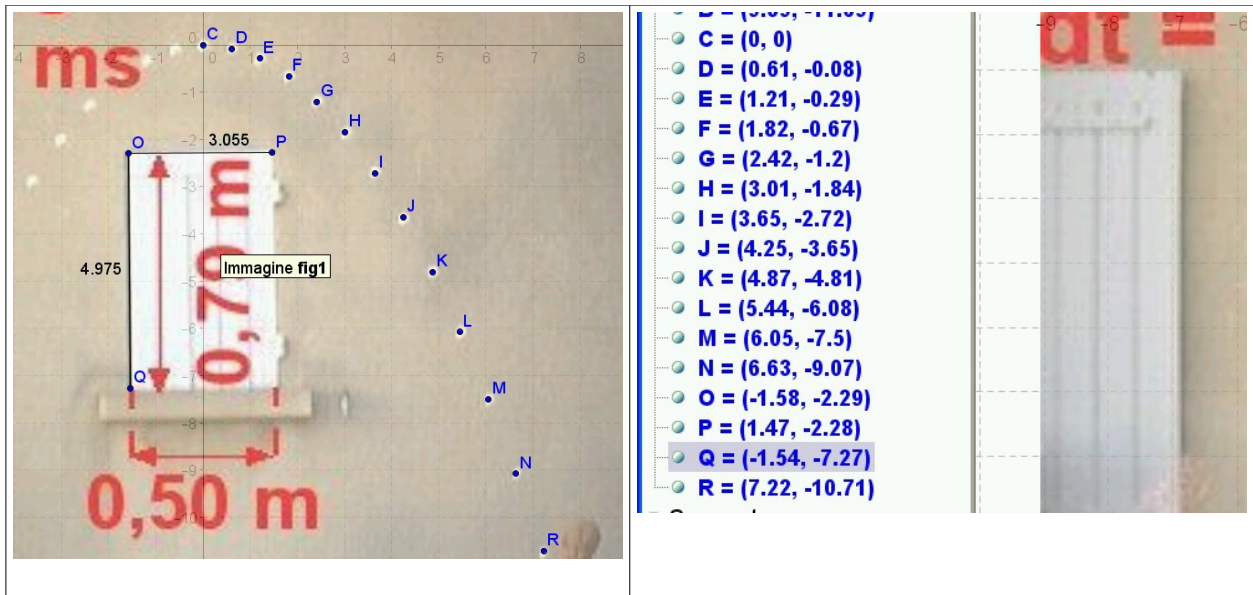 C
D
E
F
G
H
I
J
K
L
M
N
R
0
0 1 2 3 4 5 6 7 8
-1
-2
-3
-4
-5
-6
-7
-8
-9
-10
ms
O
P
Q
3.055
4.975
0,70 m
Immagine fig1
0,50 m
C = (0, 0)
D = (0.61, -0.08)
E = (1.21, -0.29)
F = (1.82, -0.67)
G = (2.42, -1.2)
H = (3.01, -1.84)
I = (3.65, -2.72)
J = (4.25, -3.65)
K = (4.87, -4.81)
L = (5.44, -6.08)
M = (6.05, -7.5)
N = (6.63, -9.07)
O = (-1.58, -2.29)
P = (1.47, -2.28)
Q = (-1.54, -7.27)
R = (7.22, -10.71)
-9 -8 -7 -6
dt =